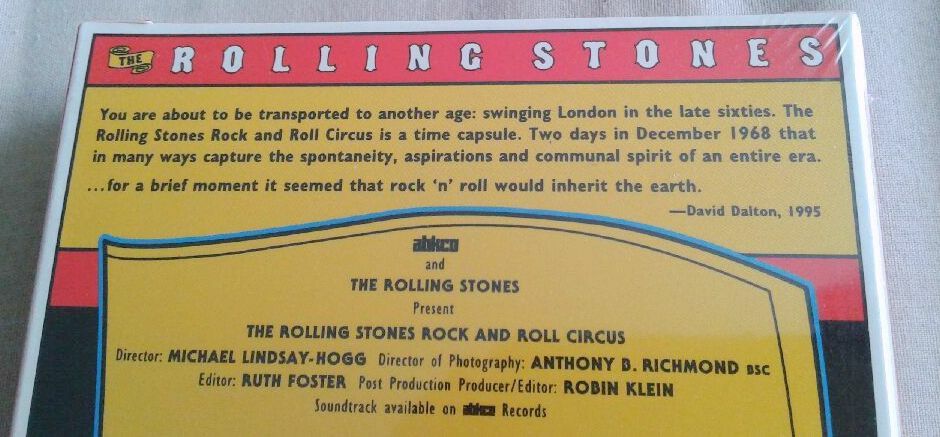 THE ROLLING STONES
You are about to be transported to another age: swinging London in the late sixties. The
Rolling Stones Rock and Roll Circus is a time capsule. Two days in December 1968 that
in many ways capture the spontaneity, aspirations and communal spirit of an entire era.
...for a brief moment it seemed that rock 'n' roll would inherit the earth.
—David Dalton, 1995
abkco
and
THE ROLLING STONES
Present
THE ROLLING STONES ROCK AND ROLL CIRCUS
Director: MICHAEL LINDSAY-HOGG Director of Photography: ANTHONY B. RICHMOND BSC
Editor: RUTH FOSTER Post Production Producer/Editor: ROBIN KLEIN
Soundtrack available on abkco Records